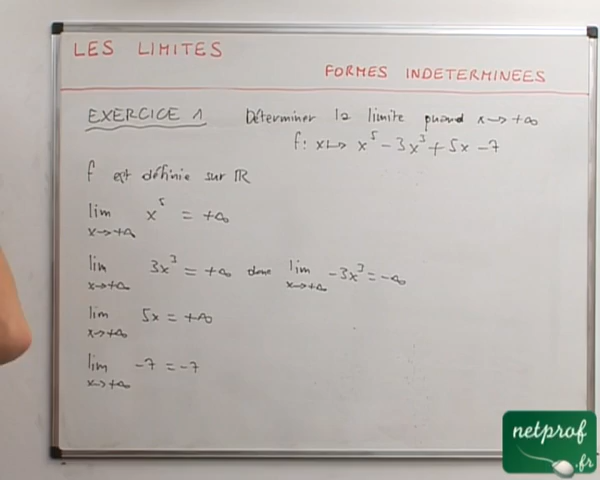 LES LIMITES
FORMES INDETERMINEES
EXERCICE 1 Déterminer la limite quand x → +∞
f: x ↦ x⁵ - 3x³ + 5x - 7
f est définie sur ℝ
lim x→+∞ x⁵ = +∞
lim x→+∞ 3x³ = +∞ donc lim x→+∞ -3x³ = -∞
lim x→+∞ 5x = +∞
lim x→+∞ -7 = -7
netprof
.fr